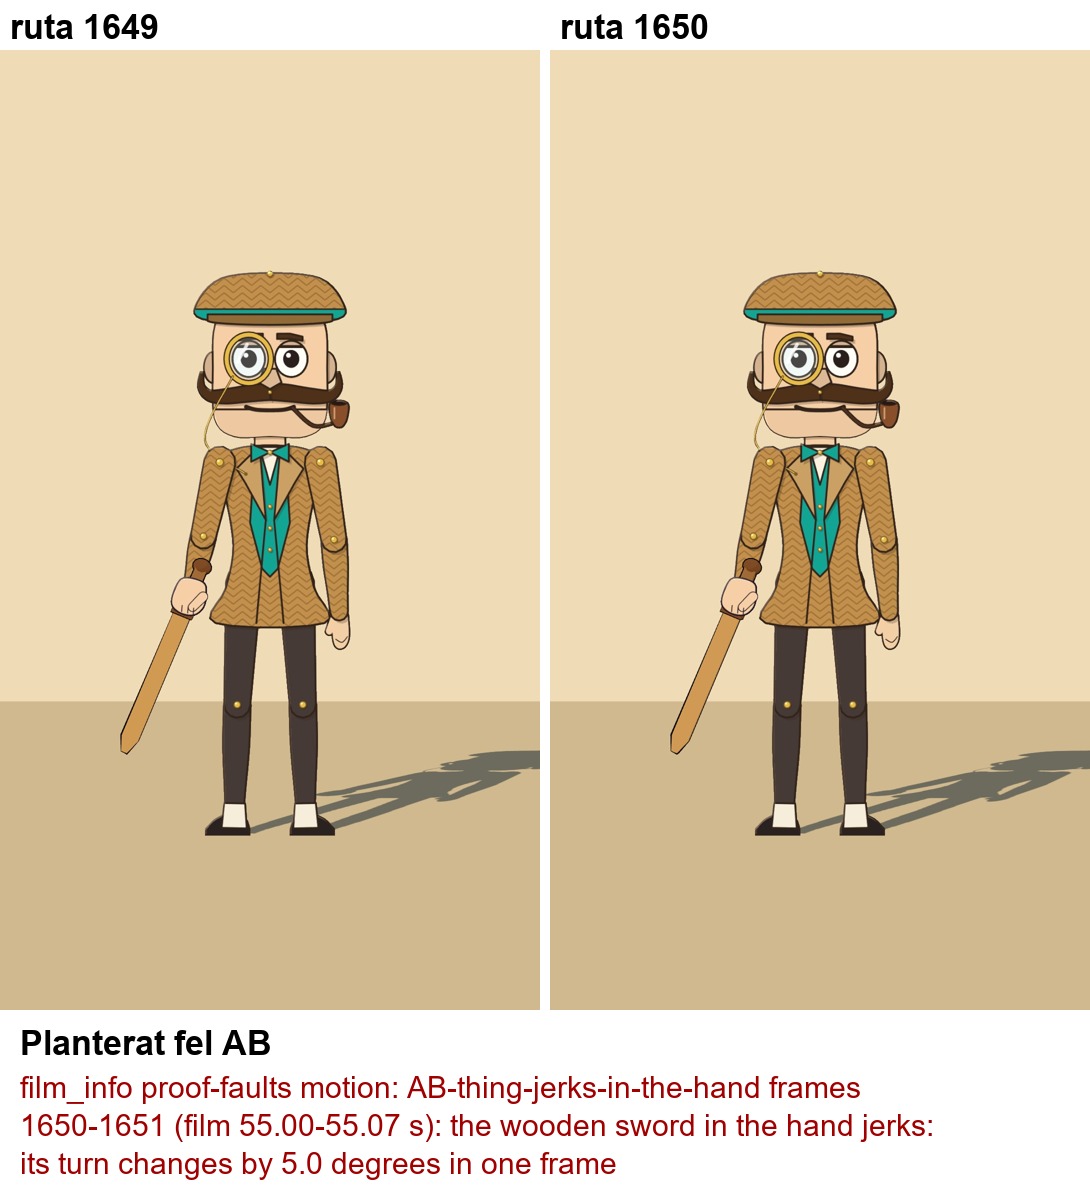 ruta 1649
ruta 1650
Planterat fel AB
film_info proof-faults motion: AB-thing-jerks-in-the-hand frames
1650-1651 (film 55.00-55.07 s): the wooden sword in the hand jerks:
its turn changes by 5.0 degrees in one frame